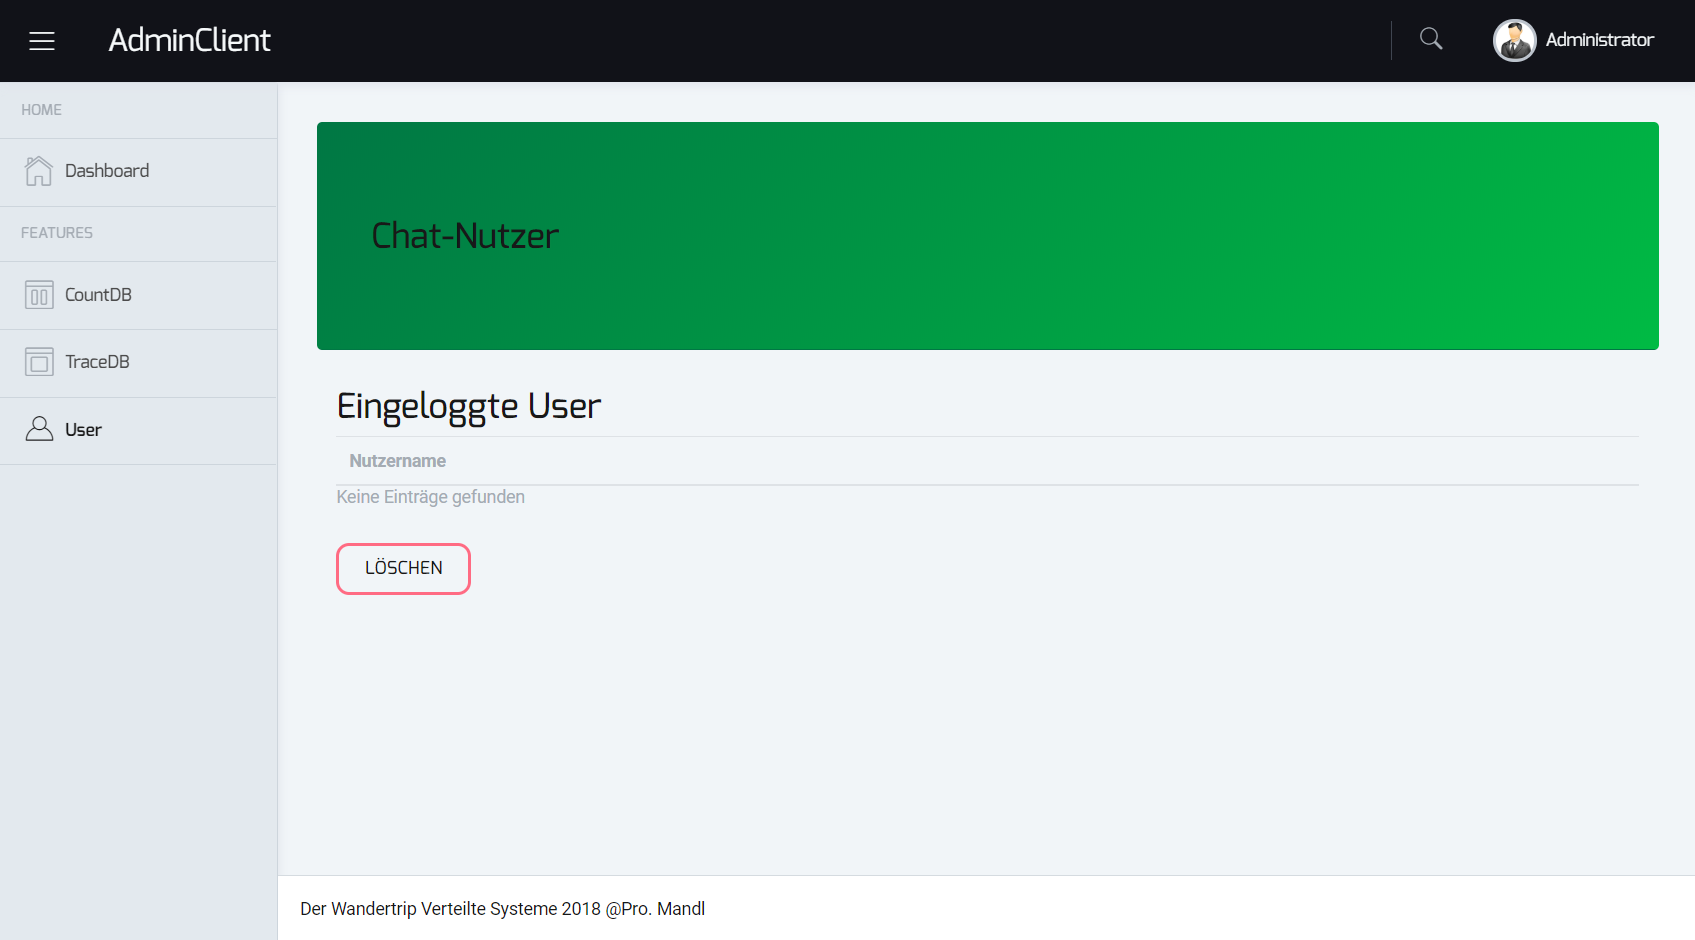 AdminClient
Administrator
HOME
Dashboard
FEATURES
CountDB
TraceDB
User
Chat-Nutzer
Eingeloggte User
Nutzername
Keine Einträge gefunden
LÖSCHEN
Der Wandertrip Verteilte Systeme 2018 @Pro. Mandl